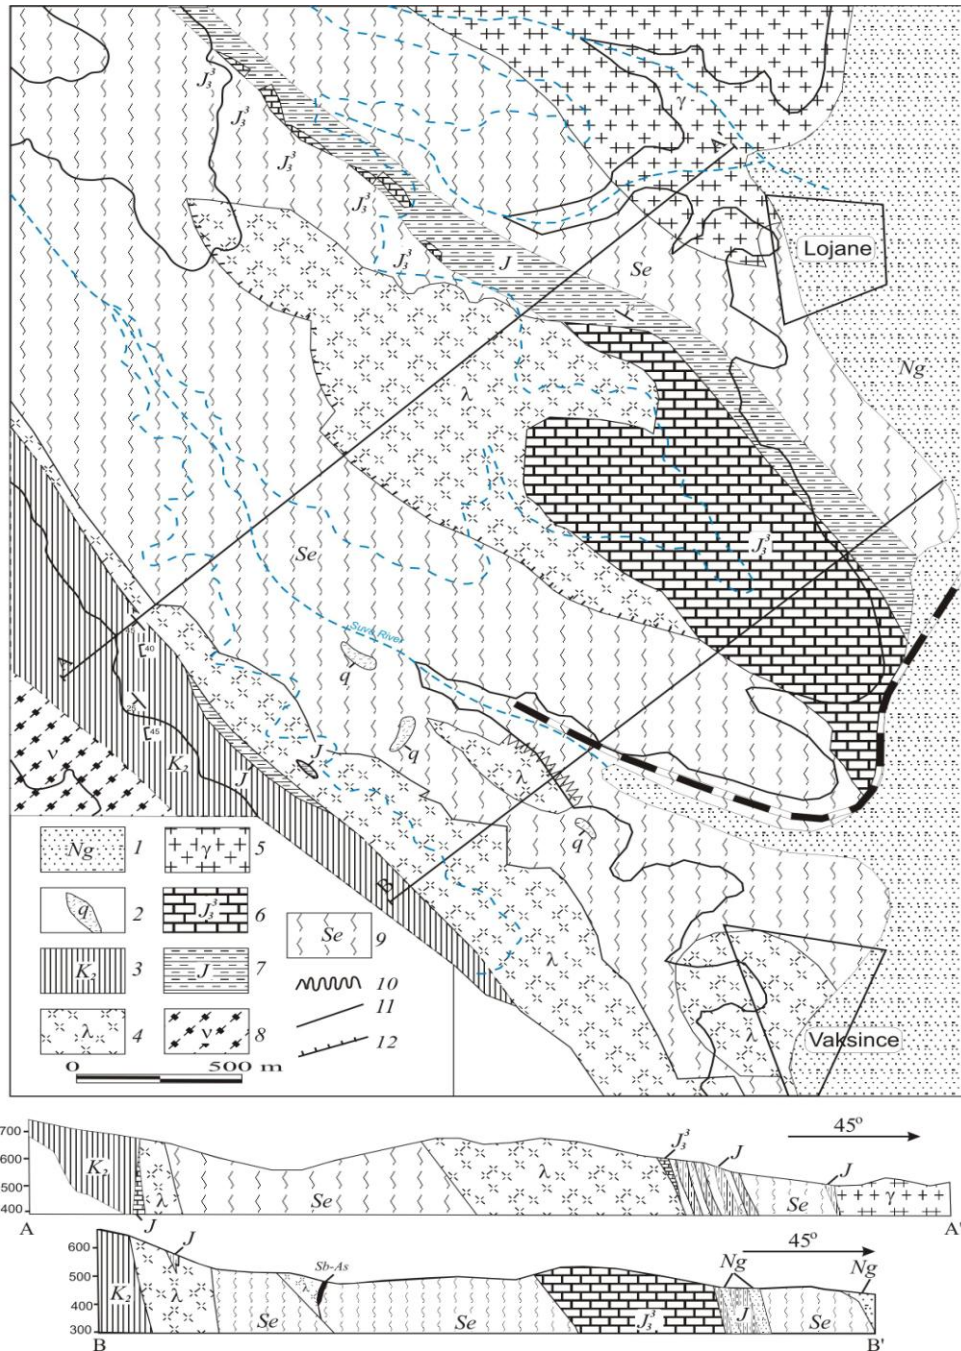 J₃³
J₃³
J₃³
J₃³
J₃³
γ
A'
Lojane
J
Se
Ng
λ
Se
J₃³
Suva River
A
40
25
45
q
q
q
K₂
J
J
ν
λ
B
λ
λ
Vaksince
Ng 1
γ 5
q 2
J₃³ 6
K₂ 3
J 7
λ 4
ν 8
Se 9
10
11
12
0 500 m
700
600
500
400
K₂
J
λ
Se
λ
J₃³
J
J
Se
γ
45º
A A'
600
500
400
300
K₂
λ
J
Se
Sb-As
Se
J₃³
Ng
J
Se
Ng
45º
B B'